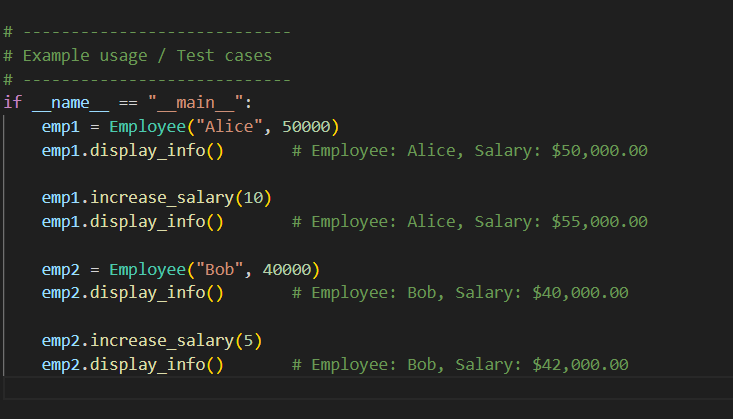 # ----------------------------
# Example usage / Test cases
# ----------------------------
if __name__ == "__main__":
    emp1 = Employee("Alice", 50000)
    emp1.display_info()       # Employee: Alice, Salary: $50,000.00

    emp1.increase_salary(10)
    emp1.display_info()       # Employee: Alice, Salary: $55,000.00

    emp2 = Employee("Bob", 40000)
    emp2.display_info()       # Employee: Bob, Salary: $40,000.00

    emp2.increase_salary(5)
    emp2.display_info()       # Employee: Bob, Salary: $42,000.00